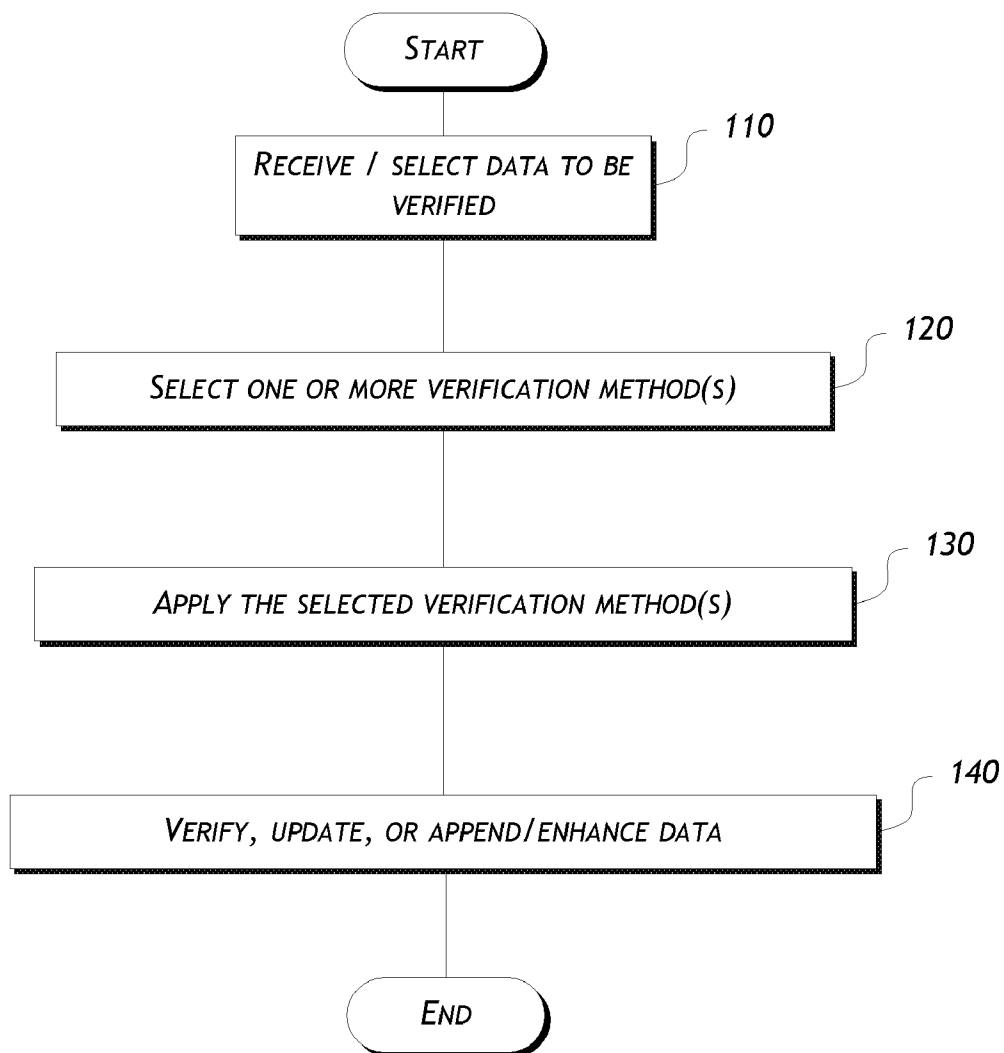 START
110
RECEIVE / SELECT DATA TO BE
VERIFIED
120
SELECT ONE OR MORE VERIFICATION METHOD(S)
130
APPLY THE SELECTED VERIFICATION METHOD(S)
140
VERIFY, UPDATE, OR APPEND/ENHANCE DATA
END